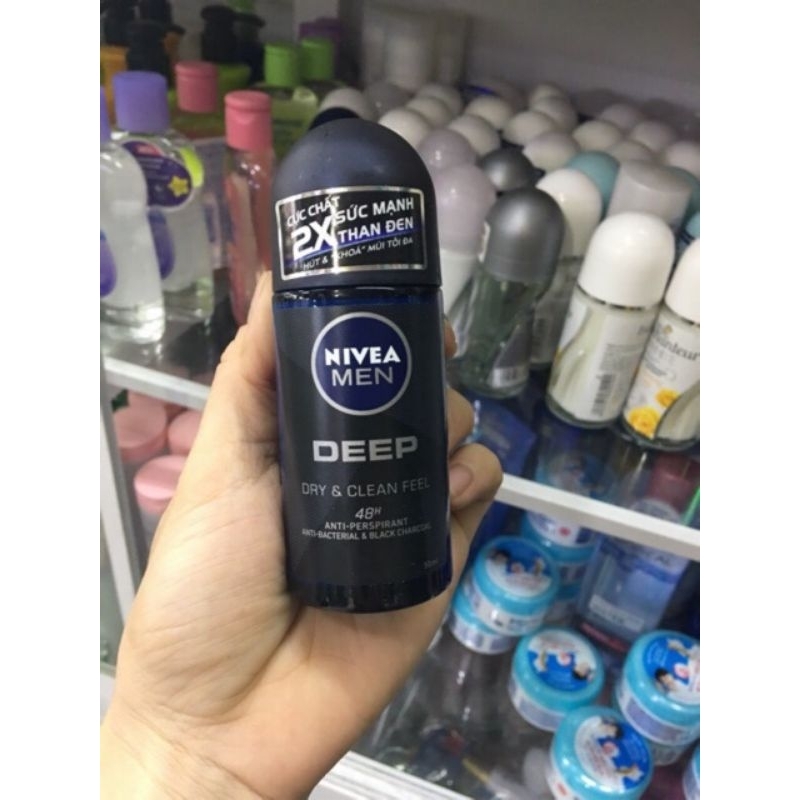 CỰC CHẤT
2X SỨC MẠNH
THAN ĐEN
HÚT & "KHOÁ" MÙI TỐI ĐA
NIVEA
MEN
DEEP
DRY & CLEAN FEEL
48H
ANTI-PERSPIRANT
ANTI-BACTERIAL & BLACK CHARCOAL
50ml